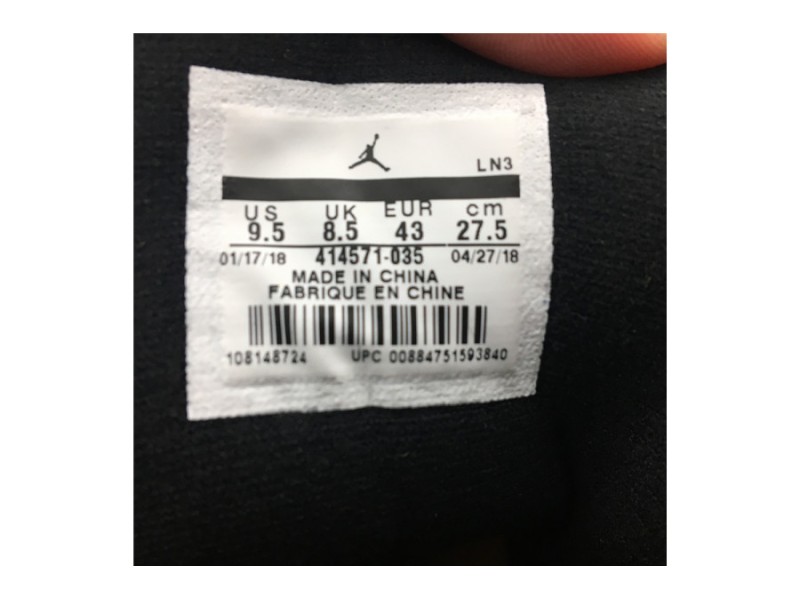 LN3
US UK EUR cm
9.5 8.5 43 27.5
01/17/18 414571-035 04/27/18
MADE IN CHINA
FABRIQUE EN CHINE
108148724 UPC 00884751593840